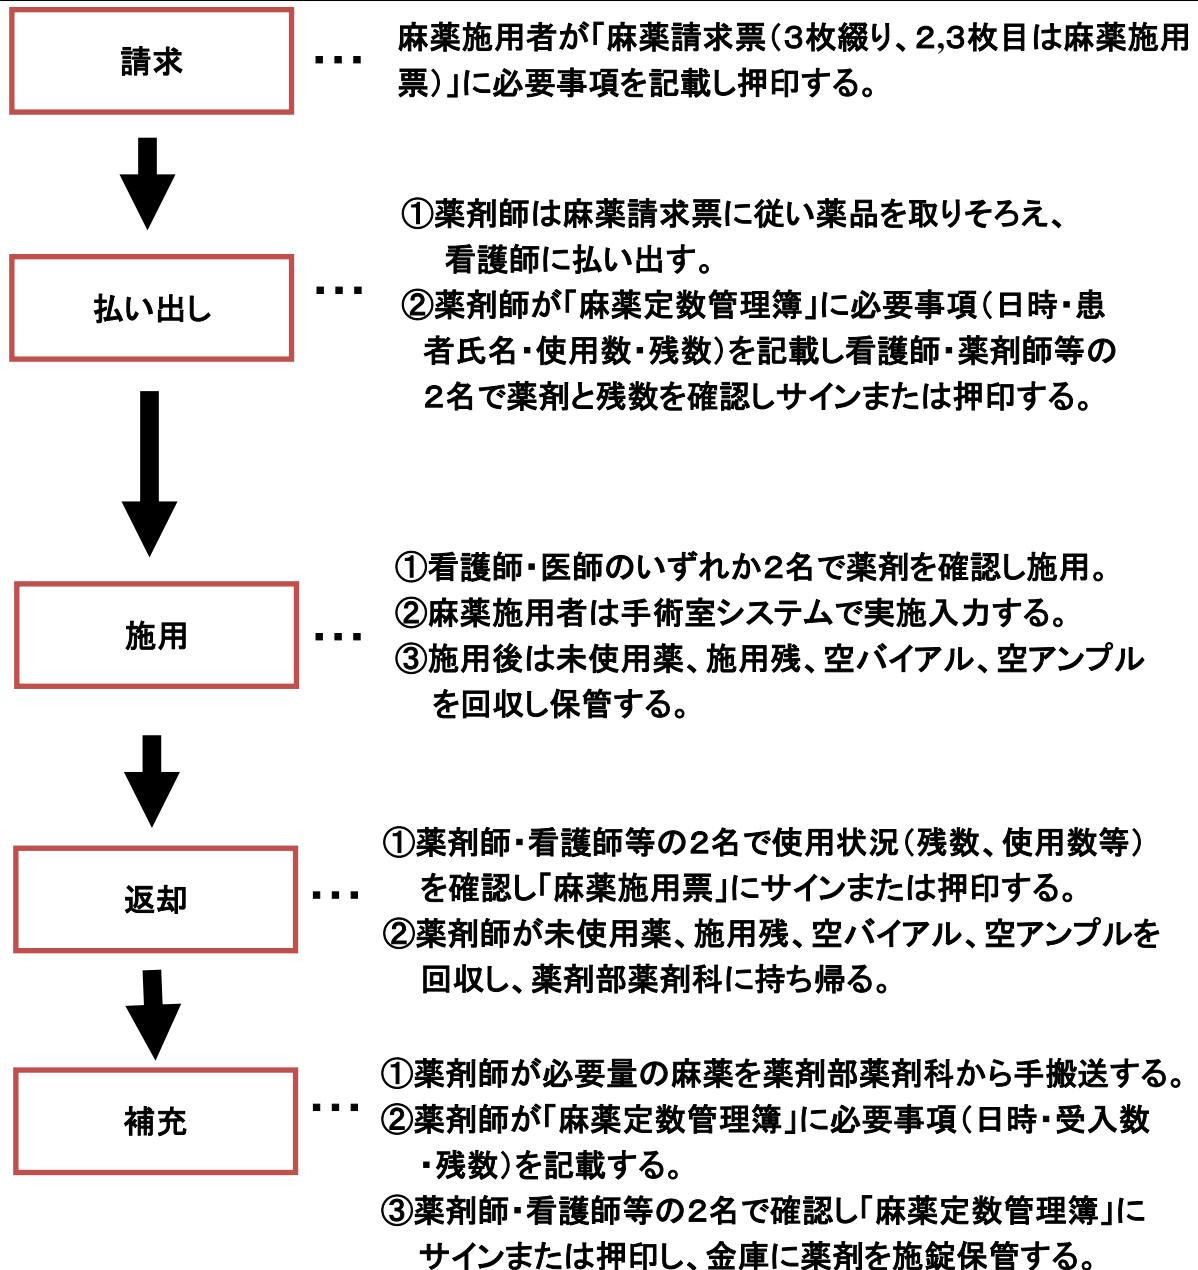 請求
・・・
麻薬施用者が「麻薬請求票（３枚綴り、２,３枚目は麻薬施用
票）」に必要事項を記載し押印する。
払い出し
・・・
①薬剤師は麻薬請求票に従い薬品を取りそろえ、
看護師に払い出す。
②薬剤師が「麻薬定数管理簿」に必要事項（日時・患
者氏名・使用数・残数）を記載し看護師・薬剤師等の
２名で薬剤と残数を確認しサインまたは押印する。
施用
・・・
①看護師・医師のいずれか２名で薬剤を確認し施用。
②麻薬施用者は手術室システムで実施入力する。
③施用後は未使用薬、施用残、空バイアル、空アンプル
を回収し保管する。
返却
・・・
①薬剤師・看護師等の２名で使用状況（残数、使用数等）
を確認し「麻薬施用票」にサインまたは押印する。
②薬剤師が未使用薬、施用残、空バイアル、空アンプルを
回収し、薬剤部薬剤科に持ち帰る。
補充
・・・
①薬剤師が必要量の麻薬を薬剤部薬剤科から手搬送する。
②薬剤師が「麻薬定数管理簿」に必要事項（日時・受入数
・残数）を記載する。
③薬剤師・看護師等の２名で確認し「麻薬定数管理簿」に
サインまたは押印し、金庫に薬剤を施錠保管する。